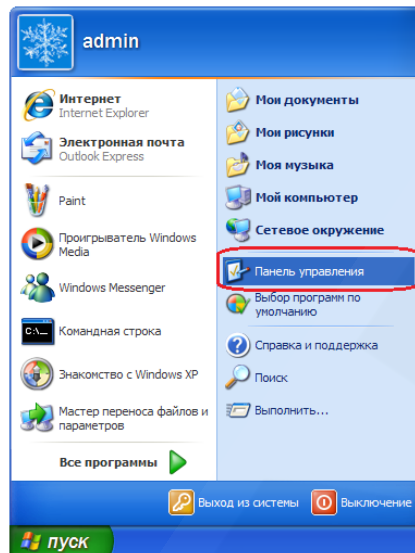 admin
Интернет
Internet Explorer
Электронная почта
Outlook Express
Paint
Проигрыватель Windows
Media
Windows Messenger
C:\_
Командная строка
Знакомство с Windows XP
Мастер переноса файлов и
параметров
Все программы
Мои документы
Мои рисунки
Моя музыка
Мой компьютер
Сетевое окружение
Панель управления
Выбор программ по
умолчанию
Справка и поддержка
Поиск
Выполнить...
Выход из системы
Выключение
пуск